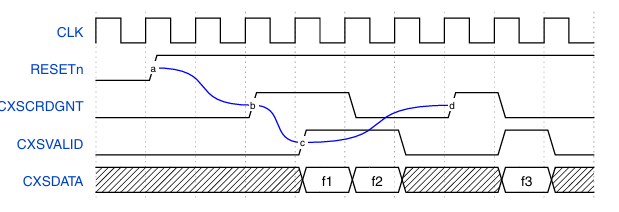 CLK
RESETn
a
CXSCRDGNT
b
d
CXSVALID
c
CXSDATA
f1
f2
f3